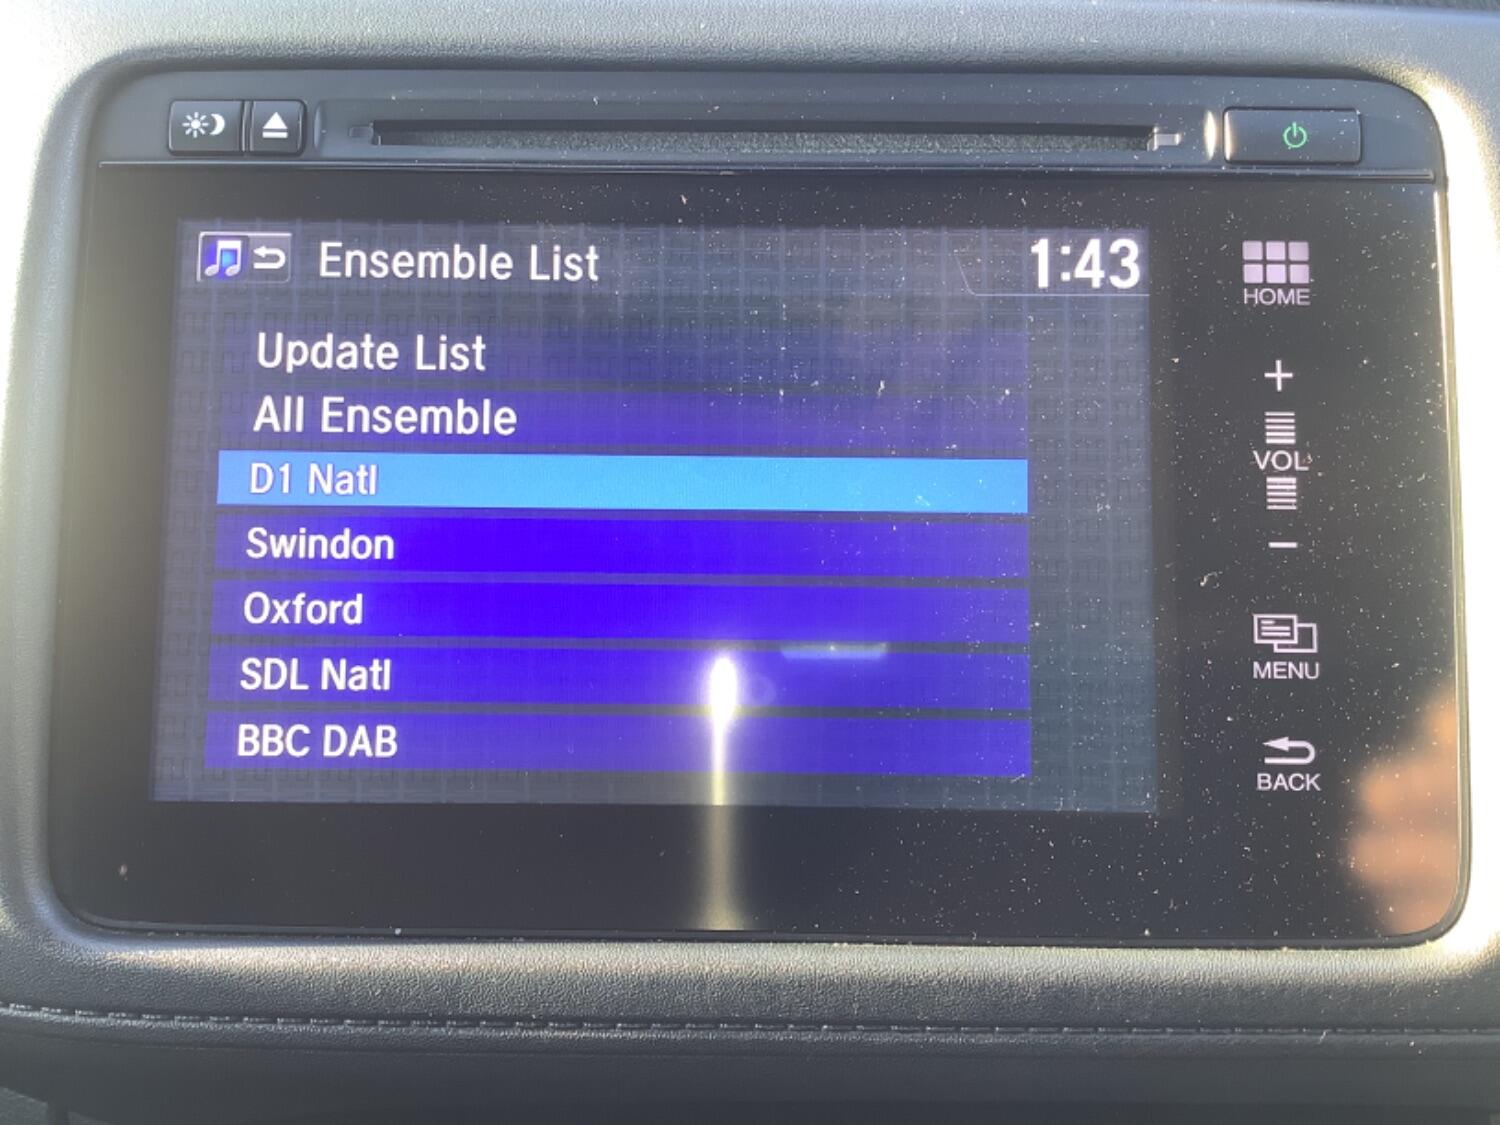 Ensemble List 1:43
HOME
Update List
All Ensemble
D1 Natl
Swindon
Oxford
SDL Natl
BBC DAB
+
VOL
−
MENU
BACK